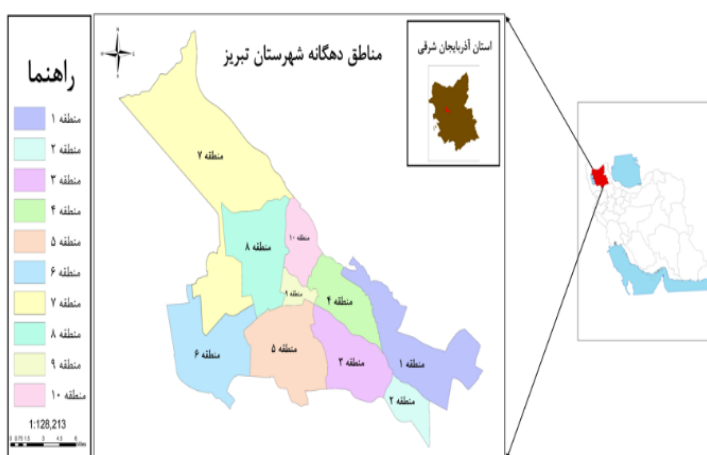 مناطق دهگانه شهرستان تبریز
استان آذربایجان شرقی
راهنما
منطقه ۱
منطقه ۲
منطقه ۳
منطقه ۴
منطقه ۵
منطقه ۶
منطقه ۷
منطقه ۸
منطقه ۹
منطقه ۱۰
1:128,213
منطقه ۷
منطقه ۸
منطقه ۱۰
منطقه ۹
منطقه ۴
منطقه ۶
منطقه ۵
منطقه ۳
منطقه ۱
منطقه ۲